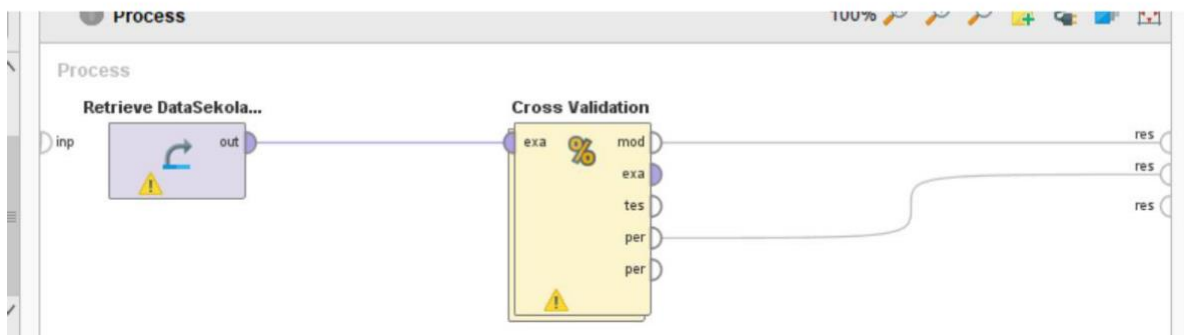 Process
100%
Process
Retrieve DataSekola...
Cross Validation
inp
out
exa
%
mod
res
exa
res
tes
res
per
per